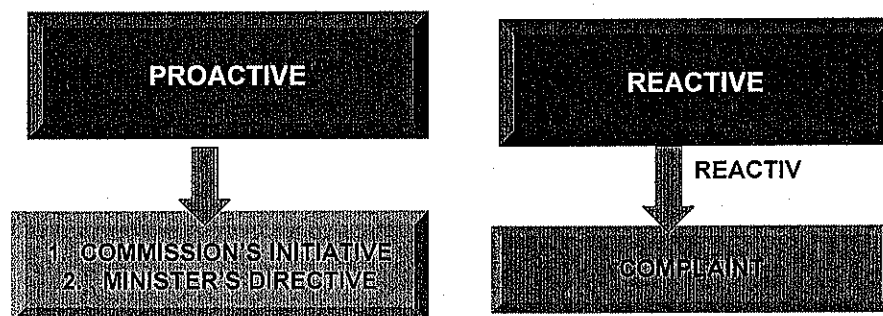 PROACTIVE
REACTIVE
REACTIV
1. COMMISSION'S INITIATIVE
2. MINISTER'S DIRECTIVE
COMPLAINT